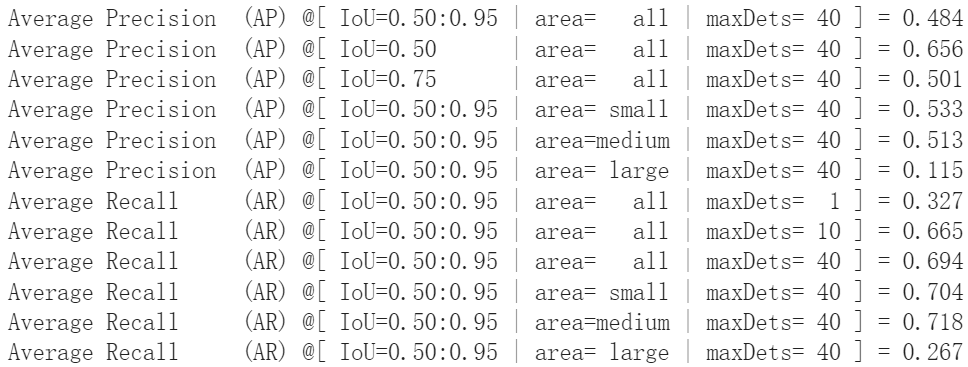 Average Precision  (AP) @[ IoU=0.50:0.95 | area=   all | maxDets= 40 ] = 0.484
Average Precision  (AP) @[ IoU=0.50      | area=   all | maxDets= 40 ] = 0.656
Average Precision  (AP) @[ IoU=0.75      | area=   all | maxDets= 40 ] = 0.501
Average Precision  (AP) @[ IoU=0.50:0.95 | area= small | maxDets= 40 ] = 0.533
Average Precision  (AP) @[ IoU=0.50:0.95 | area=medium | maxDets= 40 ] = 0.513
Average Precision  (AP) @[ IoU=0.50:0.95 | area= large | maxDets= 40 ] = 0.115
Average Recall     (AR) @[ IoU=0.50:0.95 | area=   all | maxDets=  1 ] = 0.327
Average Recall     (AR) @[ IoU=0.50:0.95 | area=   all | maxDets= 10 ] = 0.665
Average Recall     (AR) @[ IoU=0.50:0.95 | area=   all | maxDets= 40 ] = 0.694
Average Recall     (AR) @[ IoU=0.50:0.95 | area= small | maxDets= 40 ] = 0.704
Average Recall     (AR) @[ IoU=0.50:0.95 | area=medium | maxDets= 40 ] = 0.718
Average Recall     (AR) @[ IoU=0.50:0.95 | area= large | maxDets= 40 ] = 0.267